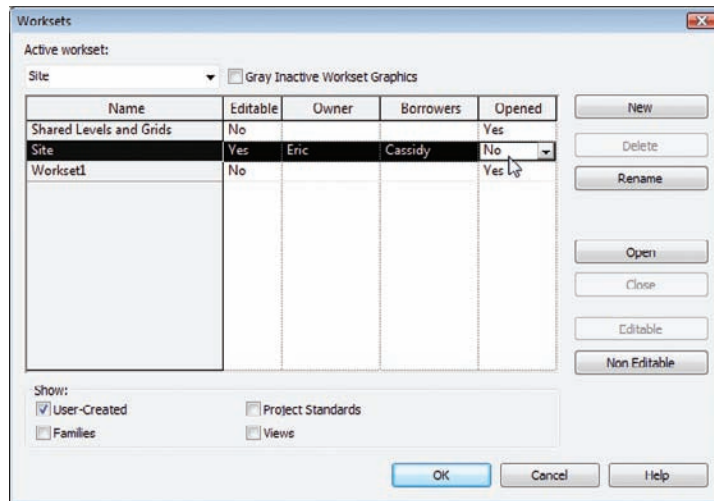 Worksets
Active workset:
Site
Gray Inactive Workset Graphics
Name Editable Owner Borrowers Opened
Shared Levels and Grids No Yes
Site Yes Eric Cassidy No
Workset1 No Yes
New
Delete
Rename
Open
Close
Editable
Non Editable
Show:
User-Created Project Standards
Families Views
OK Cancel Help